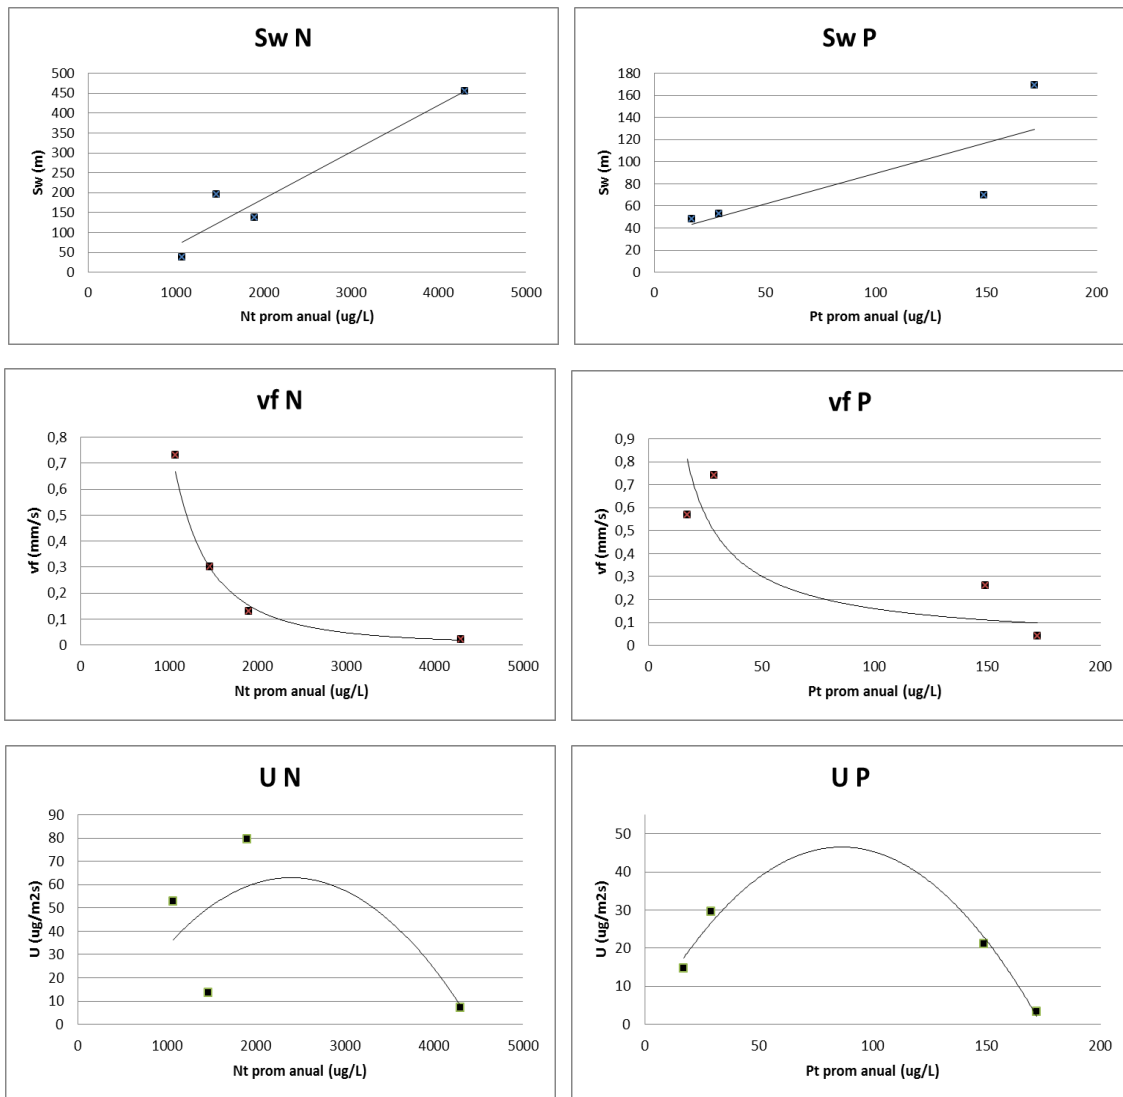 Sw N
500
450
400
350
300
250
200
150
100
50
0
Sw (m)
0 1000 2000 3000 4000 5000
Nt prom anual (ug/L)
Sw P
180
160
140
120
100
80
60
40
20
0
Sw (m)
0 50 100 150 200
Pt prom anual (ug/L)
vf N
0,8
0,7
0,6
0,5
0,4
0,3
0,2
0,1
0
vf (mm/s)
0 1000 2000 3000 4000 5000
Nt prom anual (ug/L)
vf P
0,9
0,8
0,7
0,6
0,5
0,4
0,3
0,2
0,1
0
vf (mm/s)
0 50 100 150 200
Pt prom anual (ug/L)
U N
90
80
70
60
50
40
30
20
10
0
U (ug/m2s)
0 1000 2000 3000 4000 5000
Nt prom anual (ug/L)
U P
50
40
30
20
10
0
U (ug/m2s)
0 50 100 150 200
Pt prom anual (ug/L)